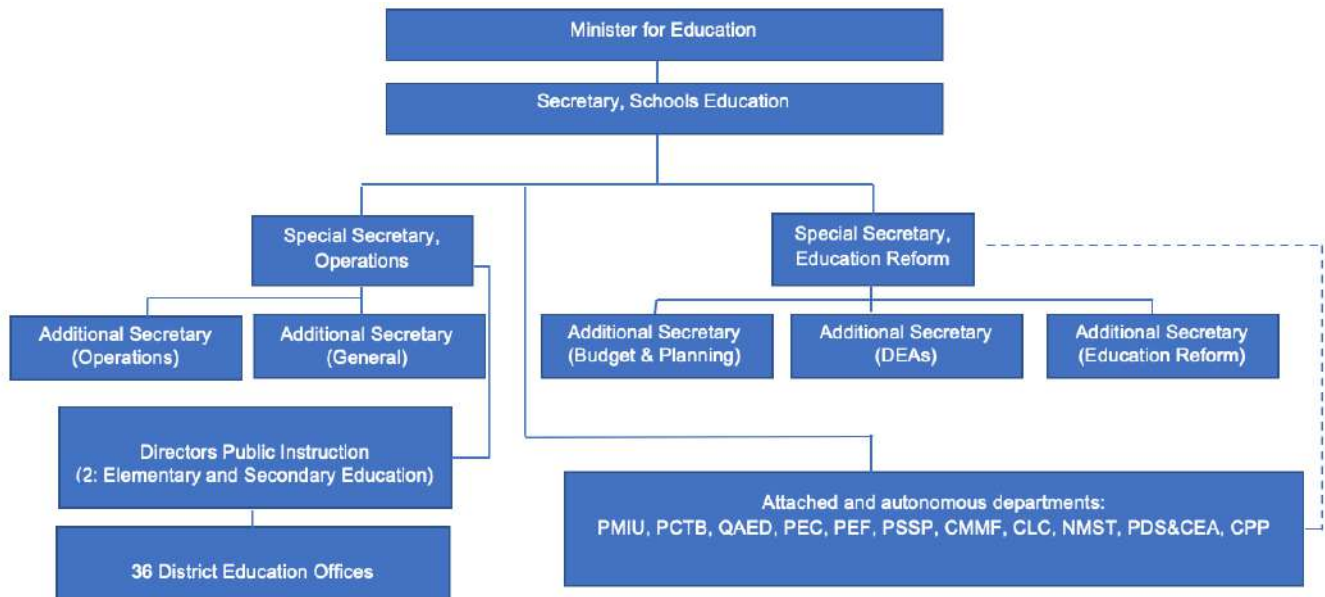 Minister for Education
Secretary, Schools Education
Special Secretary,
Operations
Special Secretary,
Education Reform
Additional Secretary
(Operations)
Additional Secretary
(General)
Additional Secretary
(Budget & Planning)
Additional Secretary
(DEAs)
Additional Secretary
(Education Reform)
Directors Public Instruction
(2: Elementary and Secondary Education)
Attached and autonomous departments:
PMIU, PCTB, QAED, PEC, PEF, PSSP, CMMF, CLC, NMST, PDS&CEA, CPP
36 District Education Offices